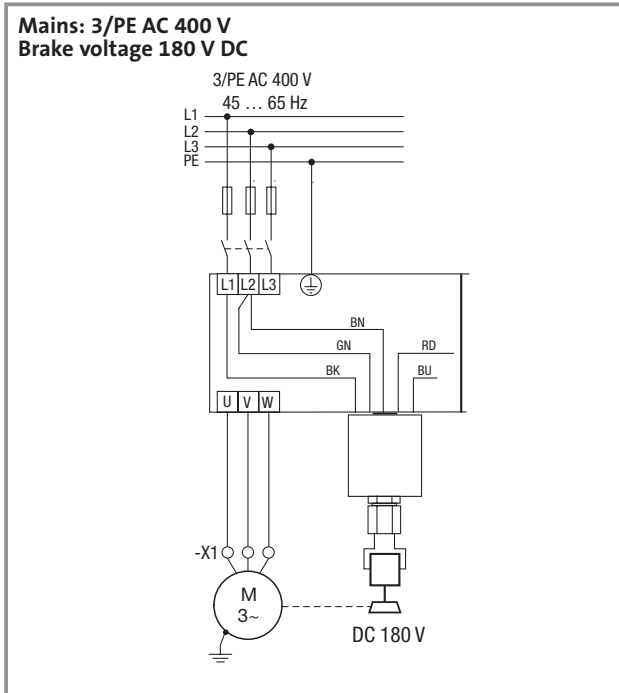 Mains: 3/PE AC 400 V
Brake voltage 180 V DC
3/PE AC 400 V
45 … 65 Hz
L1
L2
L3
PE
L1 L2 L3
BN
GN
RD
BK
BU
U V W
-X1
M
3~
DC 180 V